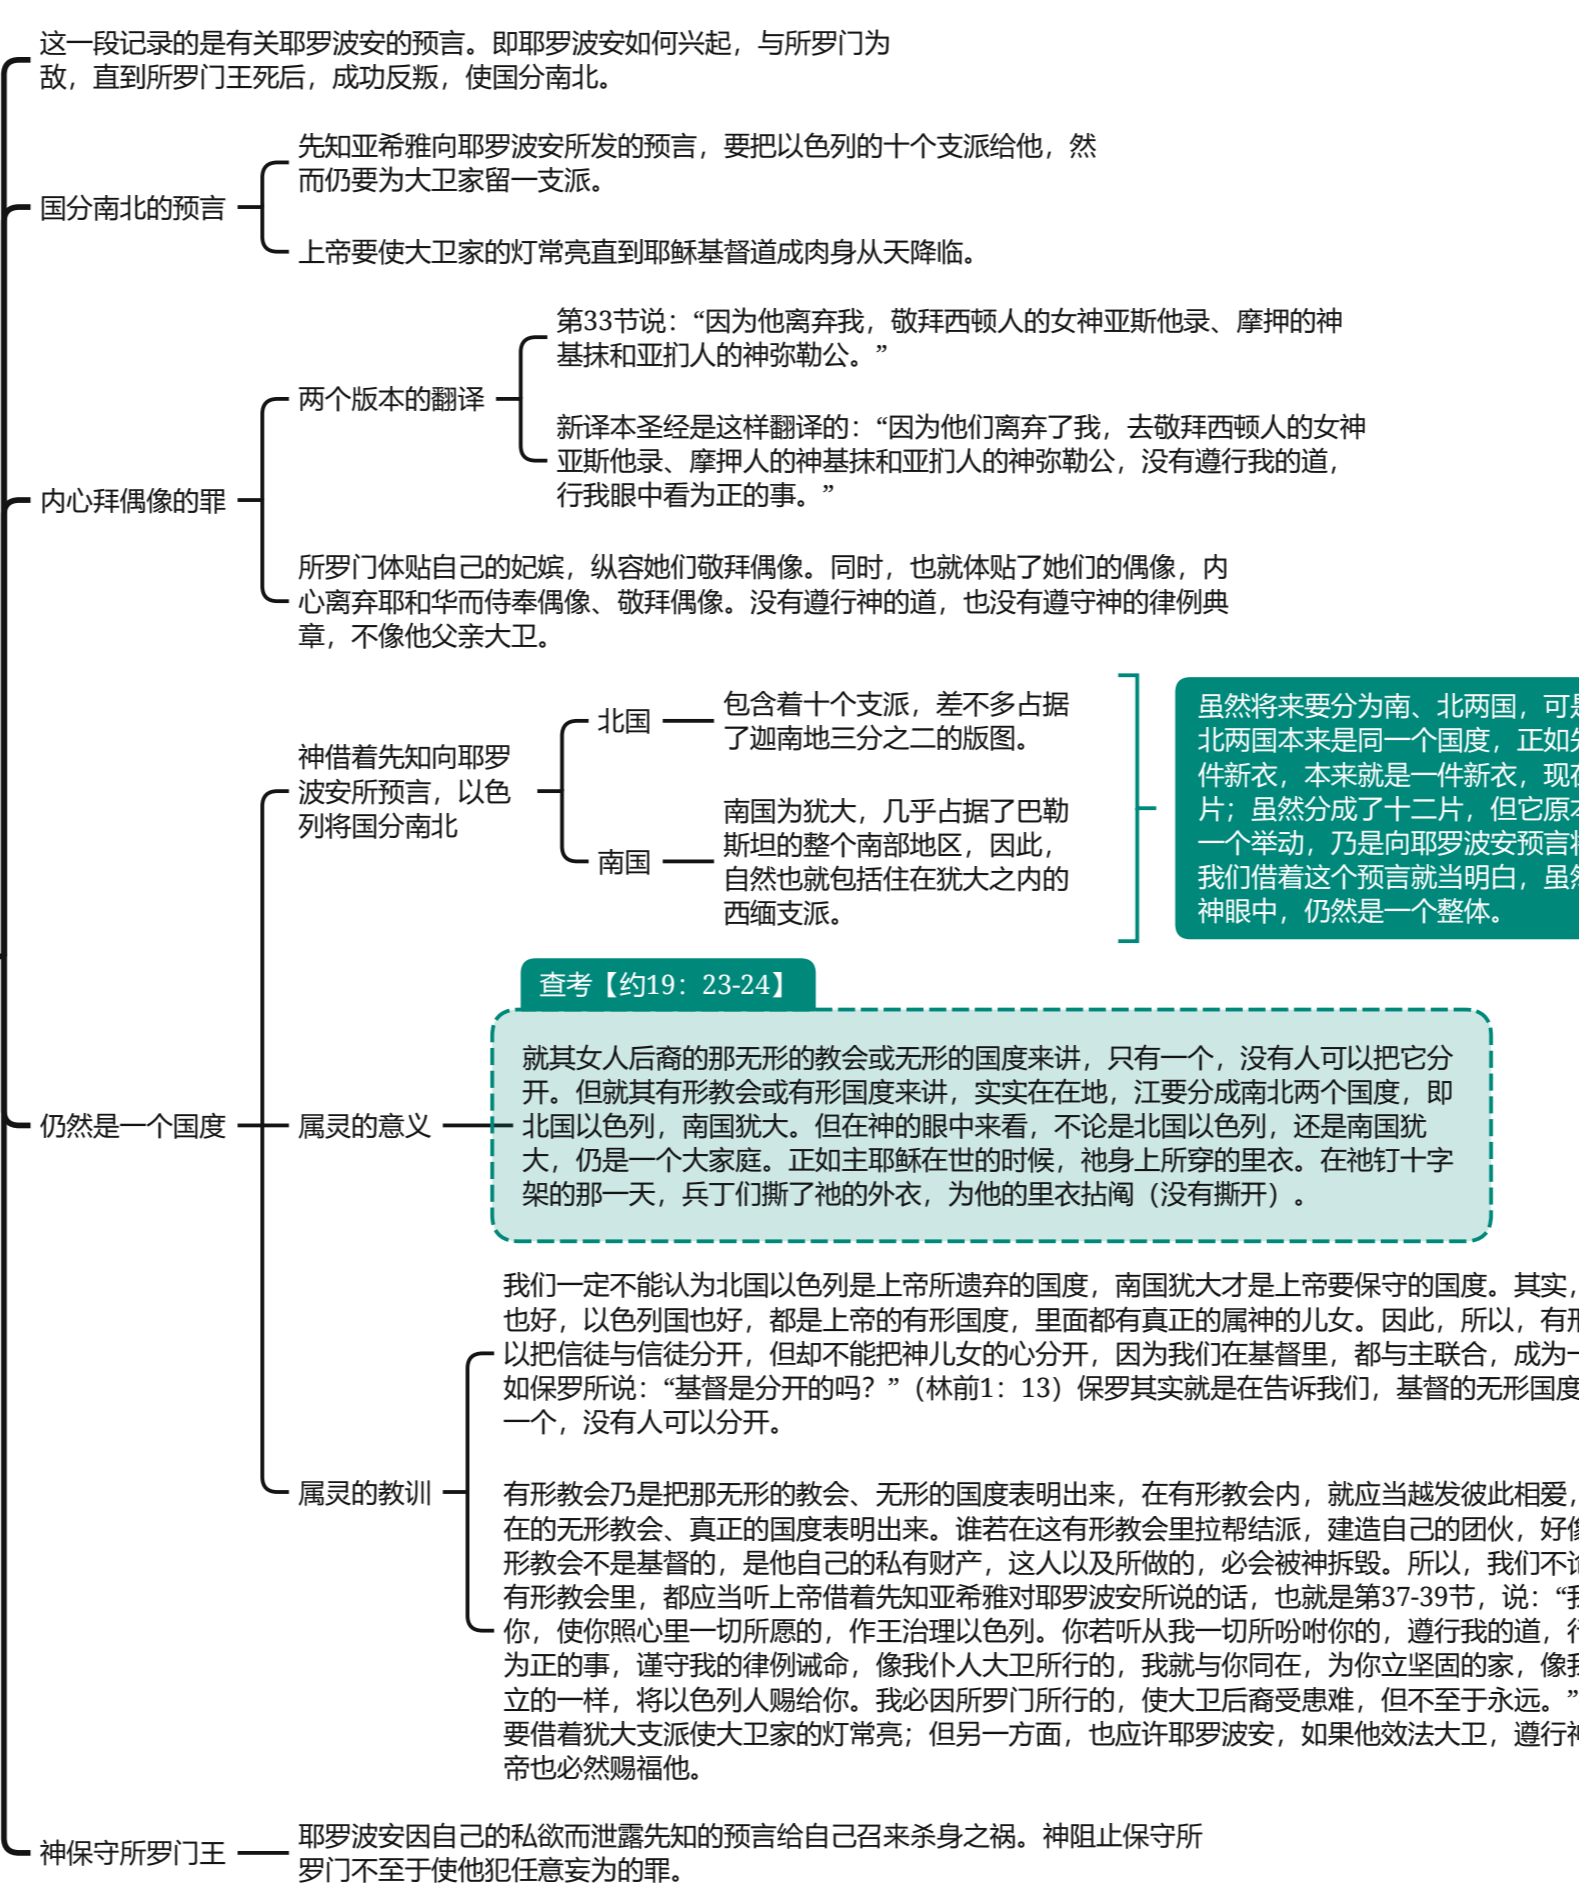 这一段记录的是有关耶罗波安的预言。即耶罗波安如何兴起，与所罗门为
敌，直到所罗门王死后，成功反叛，使国分南北。
国分南北的预言
先知亚希雅向耶罗波安所发的预言，要把以色列的十个支派给他，然
而仍要为大卫家留一支派。
上帝要使大卫家的灯常亮直到耶稣基督道成肉身从天降临。
内心拜偶像的罪
两个版本的翻译
第33节说：“因为他离弃我，敬拜西顿人的女神亚斯他录、摩押的神
基抹和亚扪人的神弥勒公。”
新译本圣经是这样翻译的：“因为他们离弃了我，去敬拜西顿人的女神
亚斯他录、摩押人的神基抹和亚扪人的神弥勒公，没有遵行我的道，
行我眼中看为正的事。”
所罗门体贴自己的妃嫔，纵容她们敬拜偶像。同时，也就体贴了她们的偶像，内
心离弃耶和华而侍奉偶像、敬拜偶像。没有遵行神的道，也没有遵守神的律例典
章，不像他父亲大卫。
仍然是一个国度
神借着先知向耶罗
波安所预言，以色
列将国分南北
北国
包含着十个支派，差不多占据
了迦南地三分之二的版图。
南国
南国为犹大，几乎占据了巴勒
斯坦的整个南部地区，因此，
自然也就包括住在犹大之内的
西缅支派。
虽然将来要分为南、北两国，可是
北两国本来是同一个国度，正如先
件新衣，本来就是一件新衣，现在
片；虽然分成了十二片，但它原本
一个举动，乃是向耶罗波安预言将
我们借着这个预言就当明白，虽然
神眼中，仍然是一个整体。
属灵的意义
查考【约19：23-24】
就其女人后裔的那无形的教会或无形的国度来讲，只有一个，没有人可以把它分
开。但就其有形教会或有形国度来讲，实实在在地，江要分成南北两个国度，即
北国以色列，南国犹大。但在神的眼中来看，不论是北国以色列，还是南国犹
大，仍是一个大家庭。正如主耶稣在世的时候，祂身上所穿的里衣。在祂钉十字
架的那一天，兵丁们撕了祂的外衣，为他的里衣拈阄（没有撕开）。
属灵的教训
我们一定不能认为北国以色列是上帝所遗弃的国度，南国犹大才是上帝要保守的国度。其实，
也好，以色列国也好，都是上帝的有形国度，里面都有真正的属神的儿女。因此，所以，有形
以把信徒与信徒分开，但却不能把神儿女的心分开，因为我们在基督里，都与主联合，成为一
如保罗所说：“基督是分开的吗？”（林前1：13）保罗其实就是在告诉我们，基督的无形国度
一个，没有人可以分开。
有形教会乃是把那无形的教会、无形的国度表明出来，在有形教会内，就应当越发彼此相爱，
在的无形教会、真正的国度表明出来。谁若在这有形教会里拉帮结派，建造自己的团伙，好像
形教会不是基督的，是他自己的私有财产，这人以及所做的，必会被神拆毁。所以，我们不论
有形教会里，都应当听上帝借着先知亚希雅对耶罗波安所说的话，也就是第37-39节，说：“我
你，使你照心里一切所愿的，作王治理以色列。你若听从我一切所吩咐你的，遵行我的道，行
为正的事，谨守我的律例诫命，像我仆人大卫所行的，我就与你同在，为你立坚固的家，像我
立的一样，将以色列人赐给你。我必因所罗门所行的，使大卫后裔受患难，但不至于永远。”
要借着犹大支派使大卫家的灯常亮；但另一方面，也应许耶罗波安，如果他效法大卫，遵行神
帝也必然赐福他。
神保守所罗门王
耶罗波安因自己的私欲而泄露先知的预言给自己召来杀身之祸。神阻止保守所
罗门不至于使他犯任意妄为的罪。